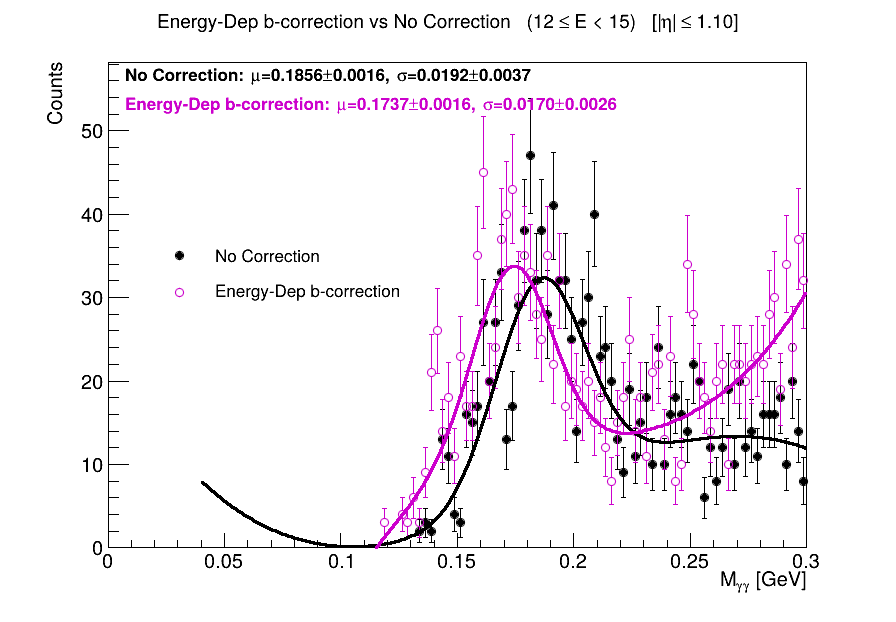 Energy-Dep b-correction vs No Correction (12 ≤ E < 15) [|η| ≤ 1.10]
Counts
No Correction: μ=0.1856±0.0016, σ=0.0192±0.0037
Energy-Dep b-correction: μ=0.1737±0.0016, σ=0.0170±0.0026
50
40
30
20
10
0
No Correction
Energy-Dep b-correction
0 0.05 0.1 0.15 0.2 0.25 0.3
Mγγ [GeV]